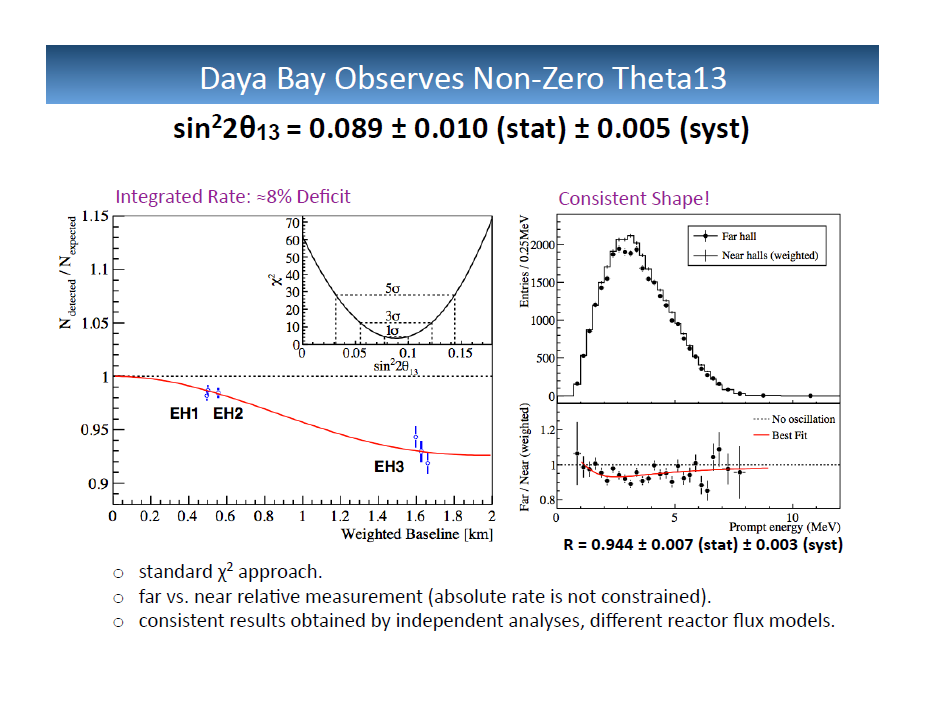 Daya Bay Observes Non-Zero Theta13
sin²2θ₁₃ = 0.089 ± 0.010 (stat) ± 0.005 (syst)
Integrated Rate: ≈8% Deficit
N detected / N expected
1.15
1.1
1.05
1
0.95
0.9
0 0.2 0.4 0.6 0.8 1 1.2 1.4 1.6 1.8 2
Weighted Baseline [km]
EH1 EH2
EH3
χ²
70
60
50
40
30
20
10
0
5σ
3σ
1σ
0 0.05 0.1 0.15
sin²2θ₁₃
Consistent Shape!
Entries / 0.25MeV
2000
1500
1000
500
0
Far hall
Near halls (weighted)
Far / Near (weighted)
1.2
1
0.8
No oscillation
Best Fit
0 5 10
Prompt energy (MeV)
R = 0.944 ± 0.007 (stat) ± 0.003 (syst)
○ standard χ² approach.
○ far vs. near relative measurement (absolute rate is not constrained).
○ consistent results obtained by independent analyses, different reactor flux models.